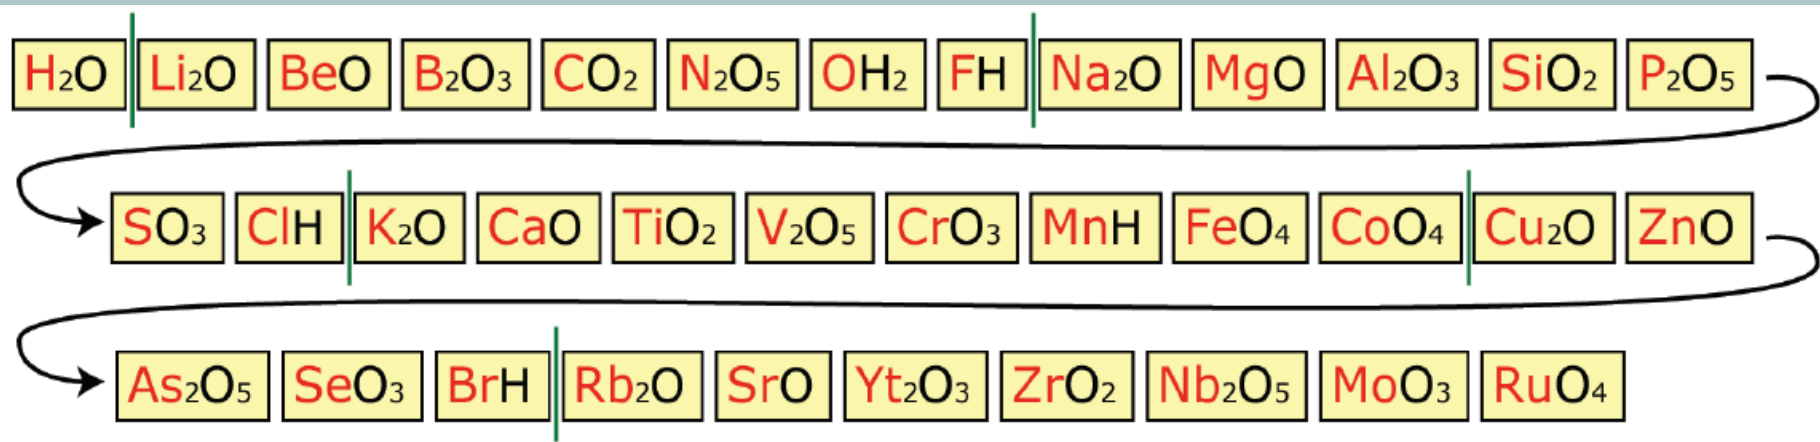 H₂O Li₂O BeO B₂O₃ CO₂ N₂O₅ OH₂ FH Na₂O MgO Al₂O₃ SiO₂ P₂O₅
SO₃ ClH K₂O CaO TiO₂ V₂O₅ CrO₃ MnH FeO₄ CoO₄ Cu₂O ZnO
As₂O₅ SeO₃ BrH Rb₂O SrO Yt₂O₃ ZrO₂ Nb₂O₅ MoO₃ RuO₄